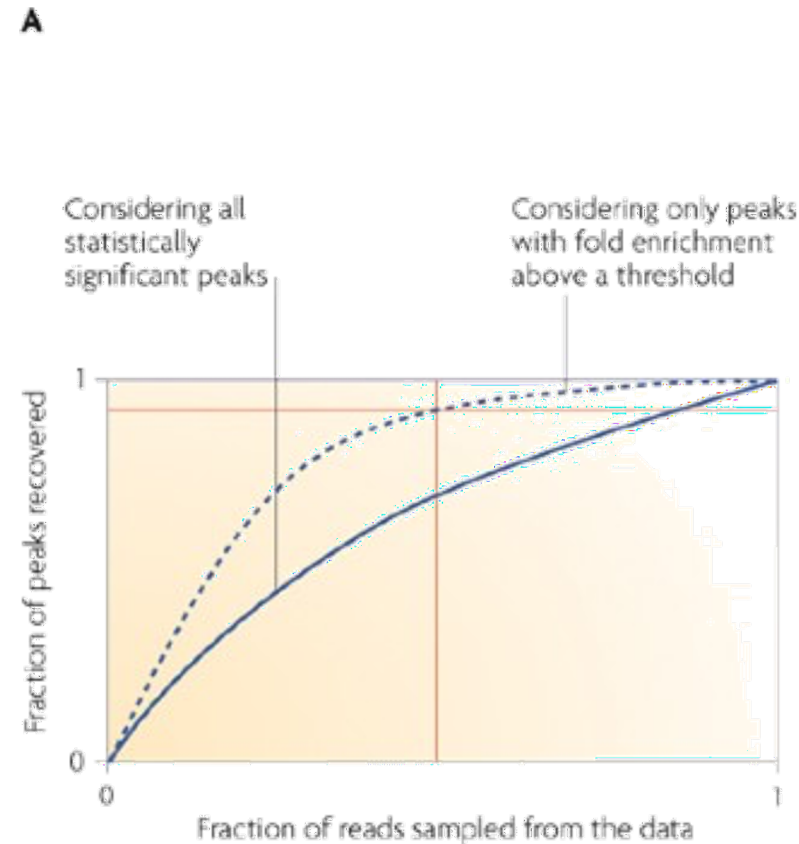 A
Considering all
statistically
significant peaks
Considering only peaks
with fold enrichment
above a threshold
1
Fraction of peaks recovered
0
0
1
Fraction of reads sampled from the data